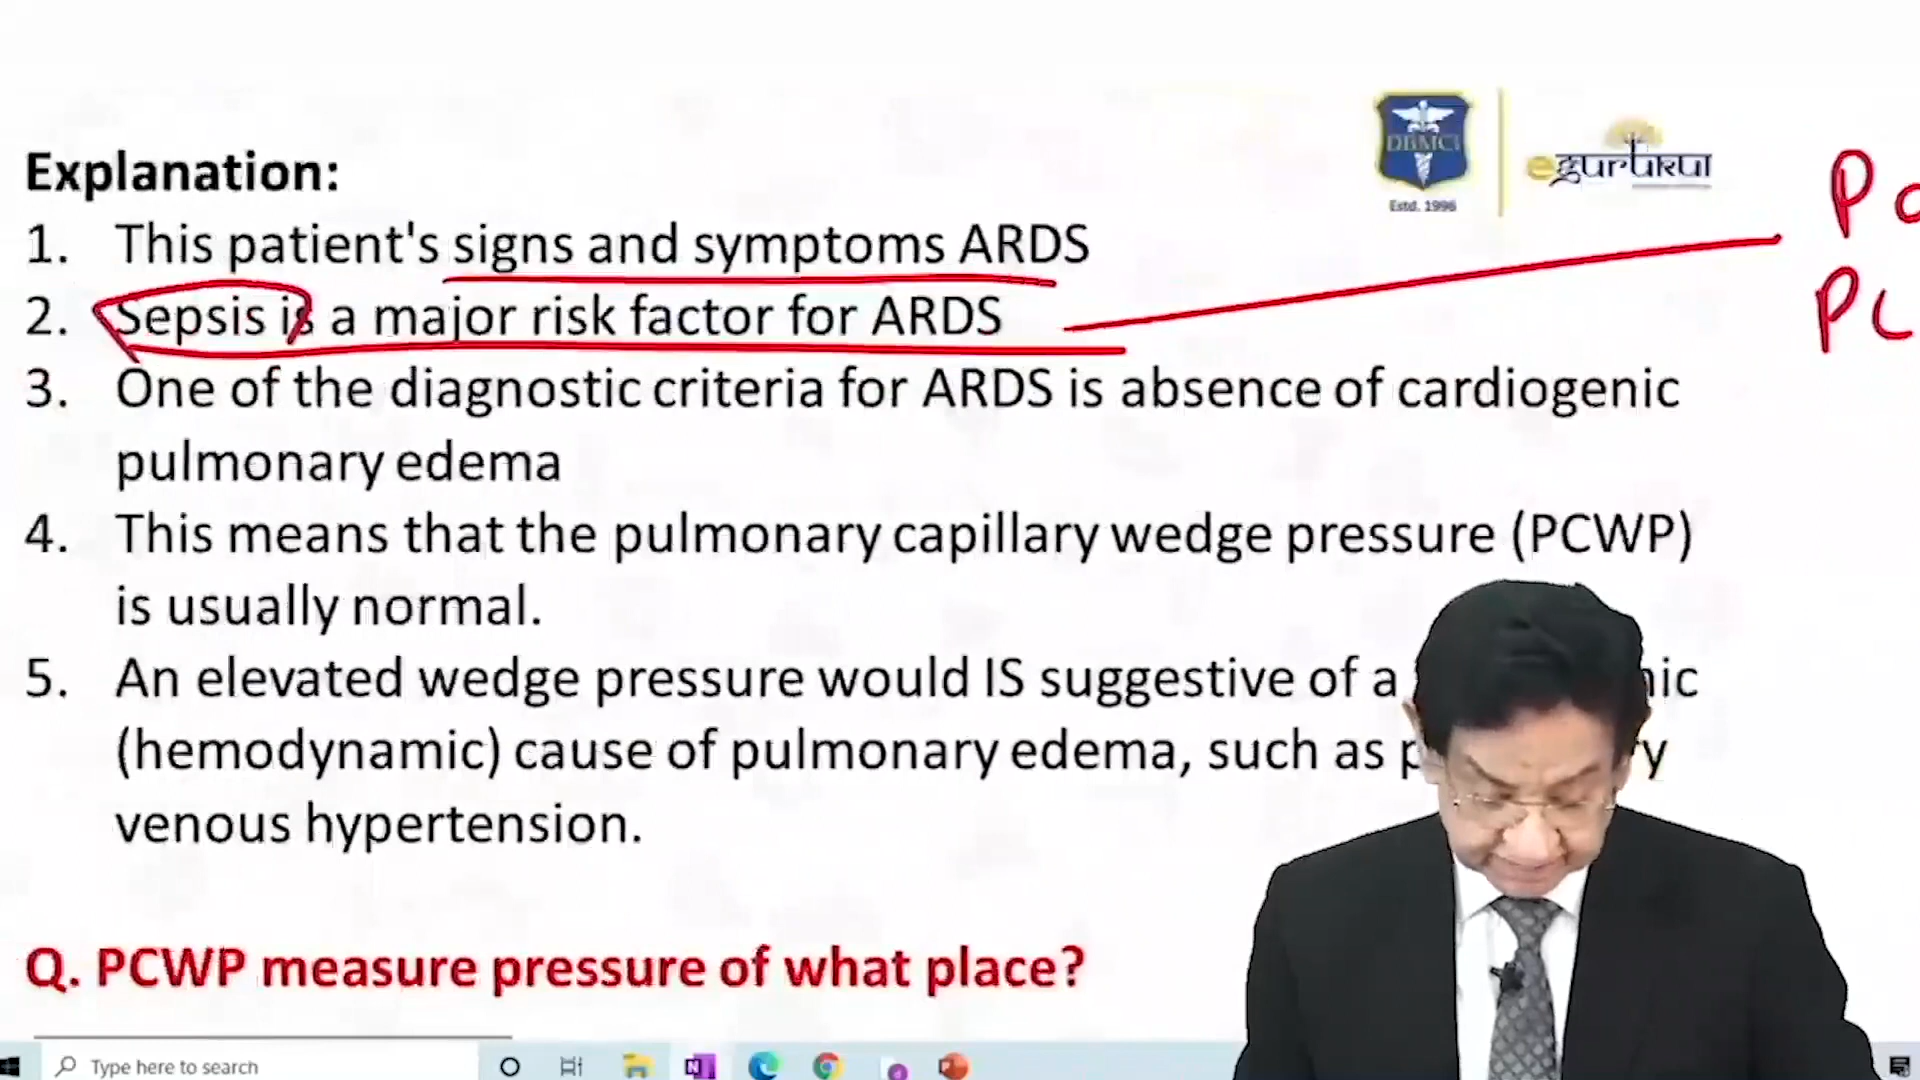 DBMCI
egurukul
Estd. 1996
Explanation:
1. This patient's signs and symptoms ARDS
2. Sepsis is a major risk factor for ARDS
3. One of the diagnostic criteria for ARDS is absence of cardiogenic
pulmonary edema
4. This means that the pulmonary capillary wedge pressure (PCWP)
is usually normal.
5. An elevated wedge pressure would IS suggestive of a
(hemodynamic) cause of pulmonary edema, such as
venous hypertension.
Q. PCWP measure pressure of what place?
Type here to search